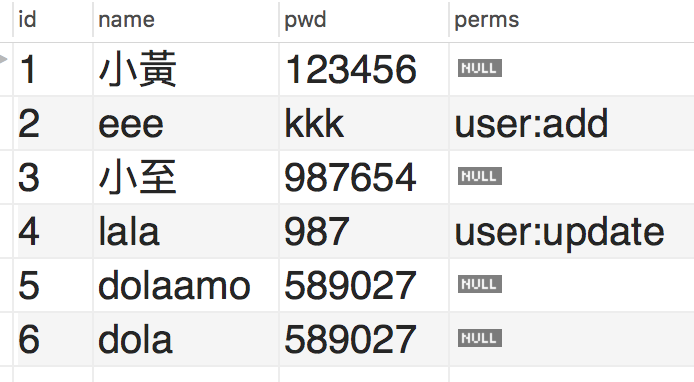 id name pwd perms
1 小黃 123456 NULL
2 eee kkk user:add
3 小至 987654 NULL
4 lala 987 user:update
5 dolaamo 589027 NULL
6 dola 589027 NULL